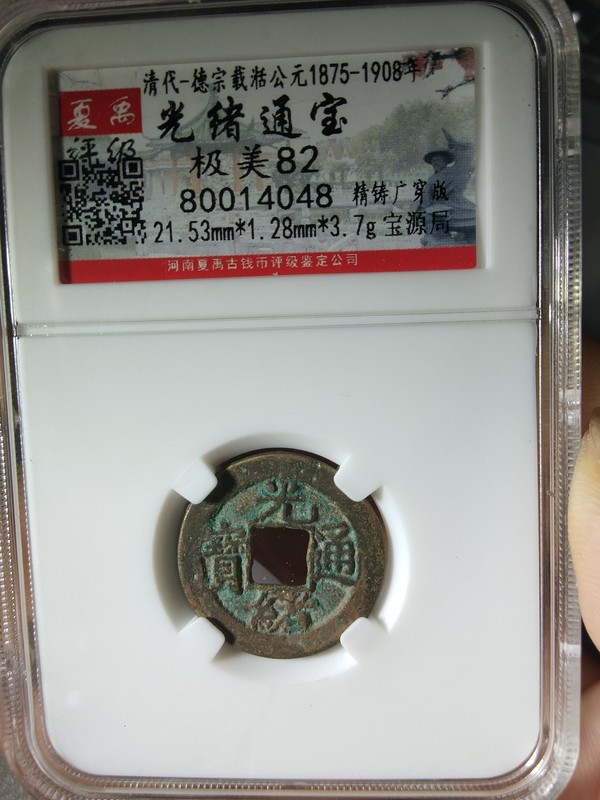 清代-德宗载湉公元1875-1908年
夏禹
评级
光绪通宝
极美82
80014048 精铸广穿版
21.53mm*1.28mm*3.7g 宝源局
河南夏禹古钱币评级鉴定公司
光
寶 通
緒